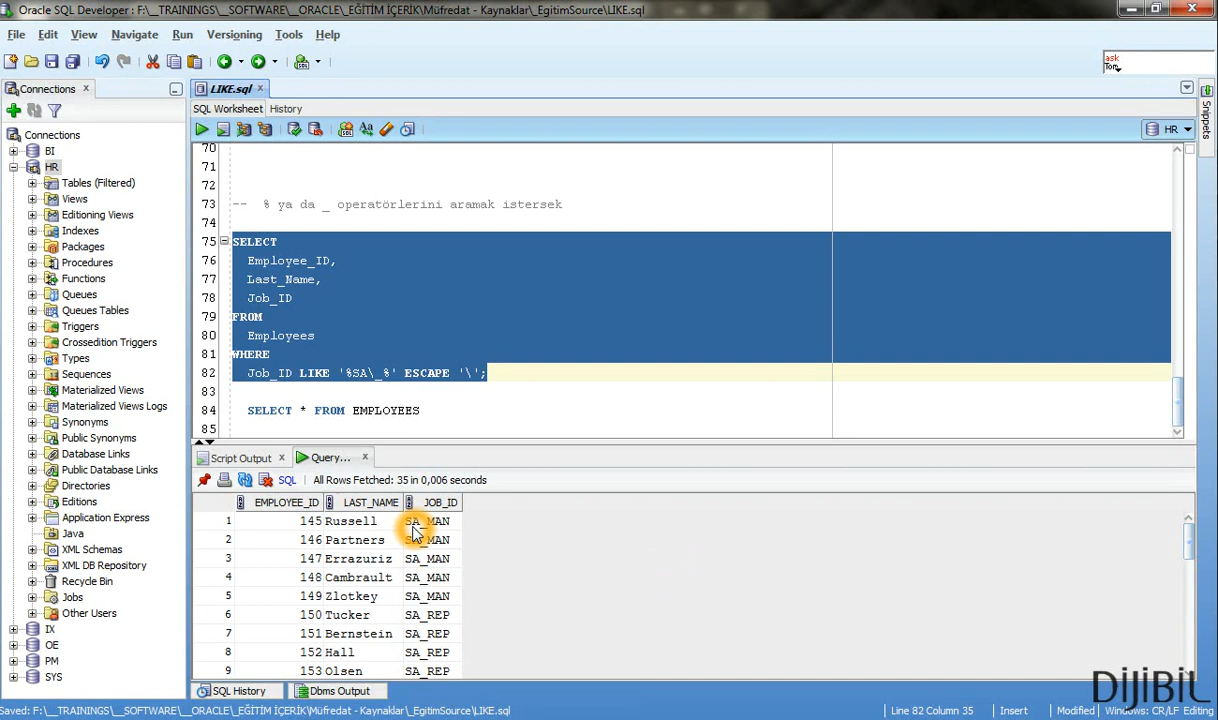 Oracle SQL Developer : F:\__TRAININGS\__SOFTWARE\__ORACLE\_EĞİTİM İÇERİK\Müfredat - Kaynaklar\_EgitimSource\LIKE.sql
File Edit View Navigate Run Versioning Tools Help
ask Tom
Connections
LIKE.sql
SQL Worksheet History
HR
Snippets
Connections
BI
HR
Tables (Filtered)
Views
Editioning Views
Indexes
Packages
Procedures
Functions
Queues
Queues Tables
Triggers
Crossedition Triggers
Types
Sequences
Materialized Views
Materialized Views Logs
Synonyms
Public Synonyms
Database Links
Public Database Links
Directories
Editions
Application Express
Java
XML Schemas
XML DB Repository
Recycle Bin
Jobs
Other Users
IX
OE
PM
SYS
70
71
72
73 -- % ya da _ operatörlerini aramak istersek
74
75 SELECT
76 Employee_ID,
77 Last_Name,
78 Job_ID
79 FROM
80 Employees
81 WHERE
82 Job_ID LIKE '%SA\_%' ESCAPE '\';
83
84 SELECT * FROM EMPLOYEES
85
Script Output Query...
SQL All Rows Fetched: 35 in 0,006 seconds
EMPLOYEE_ID LAST_NAME JOB_ID
1 145 Russell SA_MAN
2 146 Partners SA_MAN
3 147 Errazuriz SA_MAN
4 148 Cambrault SA_MAN
5 149 Zlotkey SA_MAN
6 150 Tucker SA_REP
7 151 Bernstein SA_REP
8 152 Hall SA_REP
9 153 Olsen SA_REP
SQL History Dbms Output
DijiBiL
Saved: F:\__TRAININGS\__SOFTWARE\__ORACLE\_EĞİTİM İÇERİK\Müfredat - Kaynaklar\_EgitimSource\LIKE.sql Line 82 Column 35 Insert Modified Windows: CR/LF Editing